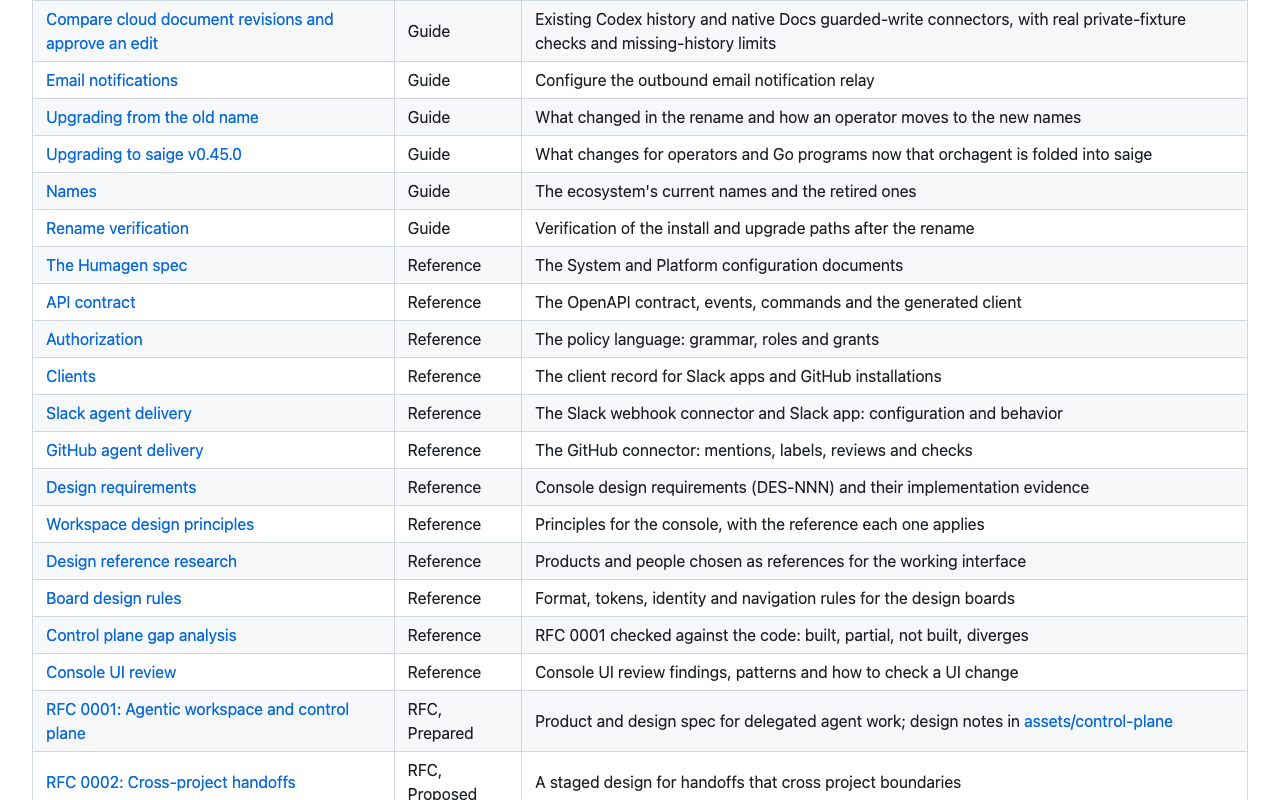 Compare cloud document revisions and
approve an edit
Guide
Existing Codex history and native Docs guarded-write connectors, with real private-fixture
checks and missing-history limits
Email notifications
Guide
Configure the outbound email notification relay
Upgrading from the old name
Guide
What changed in the rename and how an operator moves to the new names
Upgrading to saige v0.45.0
Guide
What changes for operators and Go programs now that orchagent is folded into saige
Names
Guide
The ecosystem's current names and the retired ones
Rename verification
Guide
Verification of the install and upgrade paths after the rename
The Humagen spec
Reference
The System and Platform configuration documents
API contract
Reference
The OpenAPI contract, events, commands and the generated client
Authorization
Reference
The policy language: grammar, roles and grants
Clients
Reference
The client record for Slack apps and GitHub installations
Slack agent delivery
Reference
The Slack webhook connector and Slack app: configuration and behavior
GitHub agent delivery
Reference
The GitHub connector: mentions, labels, reviews and checks
Design requirements
Reference
Console design requirements (DES-NNN) and their implementation evidence
Workspace design principles
Reference
Principles for the console, with the reference each one applies
Design reference research
Reference
Products and people chosen as references for the working interface
Board design rules
Reference
Format, tokens, identity and navigation rules for the design boards
Control plane gap analysis
Reference
RFC 0001 checked against the code: built, partial, not built, diverges
Console UI review
Reference
Console UI review findings, patterns and how to check a UI change
RFC 0001: Agentic workspace and control
plane
RFC,
Prepared
Product and design spec for delegated agent work; design notes in assets/control-plane
RFC 0002: Cross-project handoffs
RFC,
Proposed
A staged design for handoffs that cross project boundaries